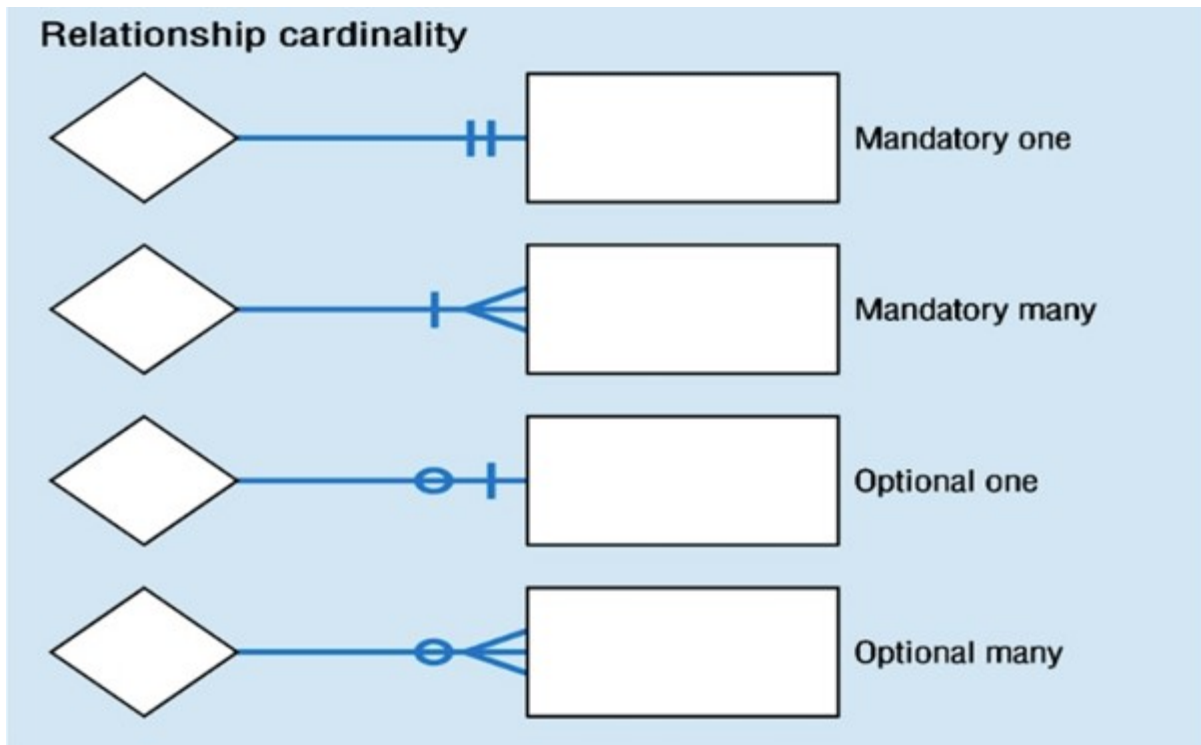 Relationship cardinality
Mandatory one
Mandatory many
Optional one
Optional many